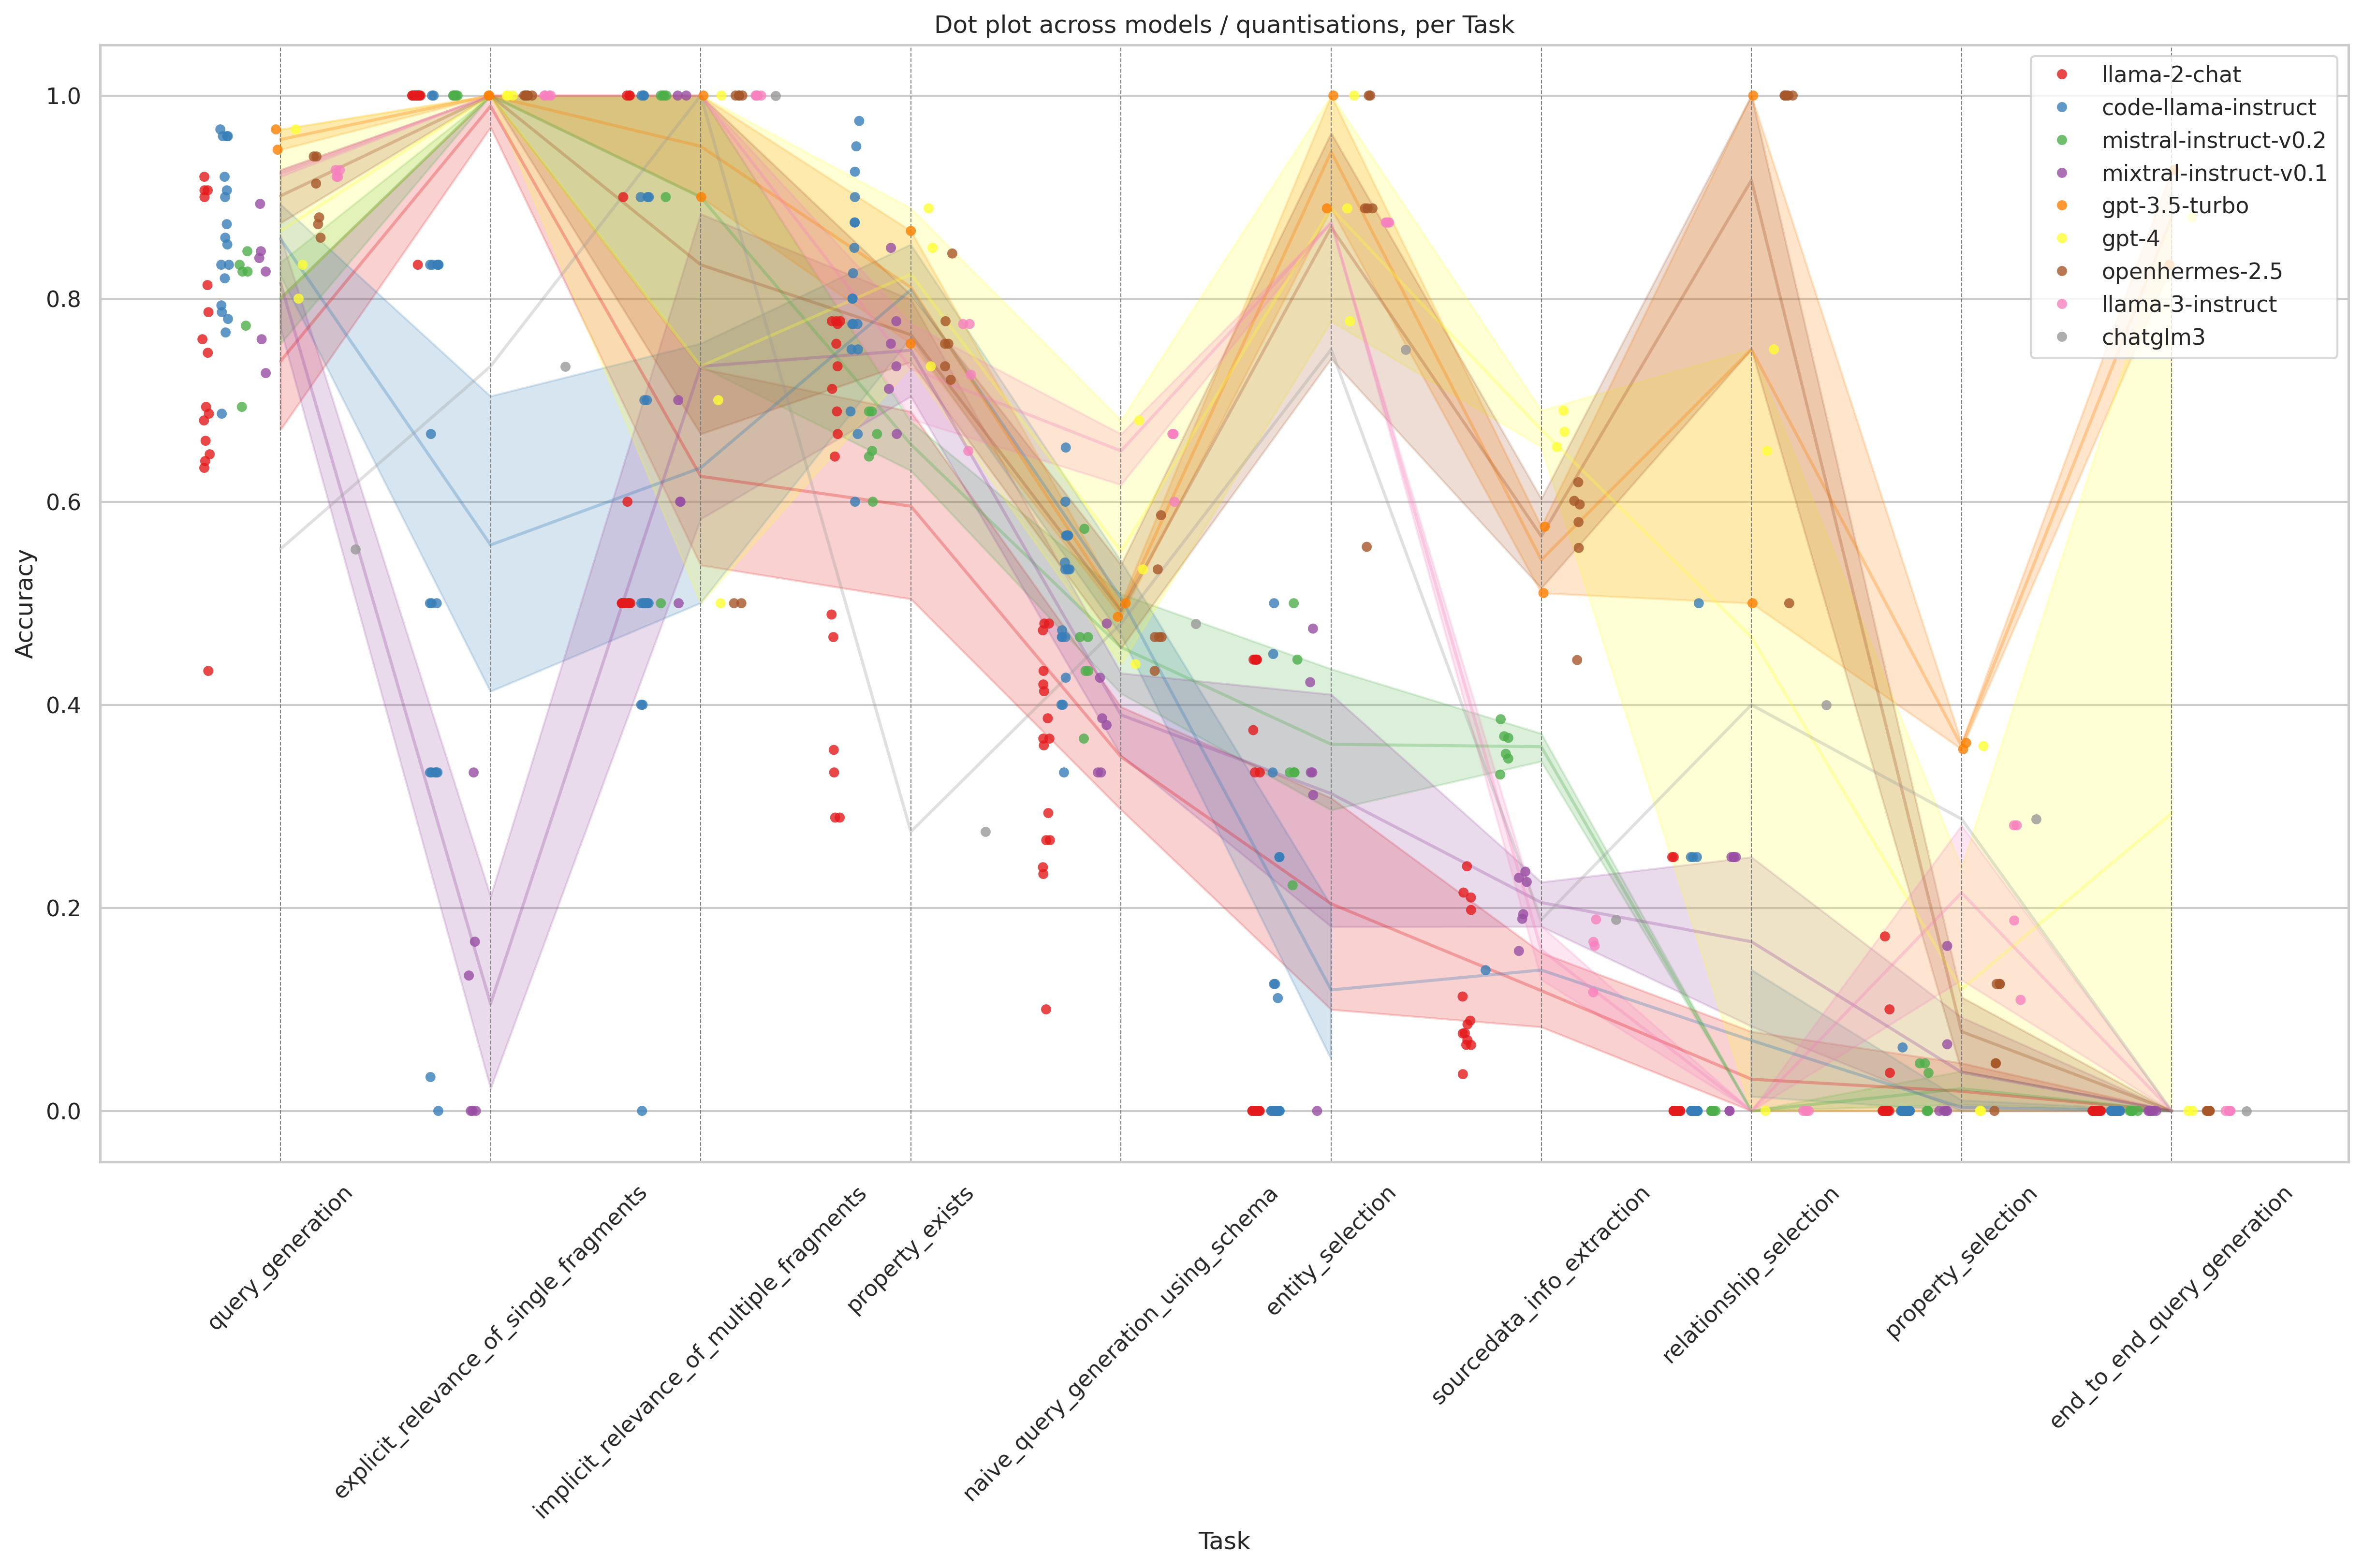 Dot plot across models / quantisations, per Task
llama-2-chat
code-llama-instruct
mistral-instruct-v0.2
mixtral-instruct-v0.1
gpt-3.5-turbo
gpt-4
openhermes-2.5
llama-3-instruct
chatglm3
Accuracy
1.0
0.8
0.6
0.4
0.2
0.0
query_generation
explicit_relevance_of_single_fragments
implicit_relevance_of_multiple_fragments
property_exists
naive_query_generation_using_schema
entity_selection
sourcedata_info_extraction
relationship_selection
property_selection
end_to_end_query_generation
Task